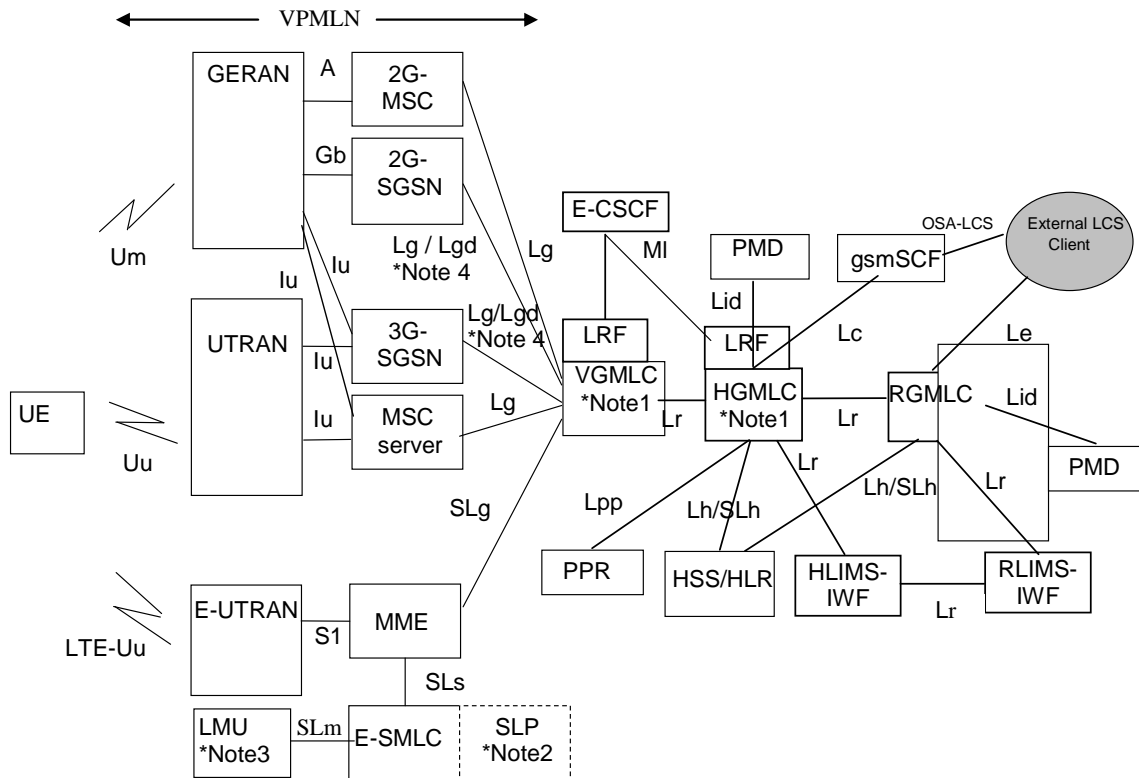 VPMLN
GERAN
A
2G-
MSC
Gb
2G-
SGSN
Um
Iu
Iu
Lg / Lgd
*Note 4
Lg
E-CSCF
Ml
PMD
Lid
OSA-LCS
gsmSCF
External LCS
Client
UTRAN
Iu
3G-
SGSN
Lg/Lgd
*Note 4
LRF
LRF
Lc
Le
VGMLC
*Note1
Lr
HGMLC
*Note1
Lr
RGMLC
Lid
PMD
UE
Uu
Iu
MSC
server
Lg
SLg
Lpp
Lh/SLh
Lr
Lh/SLh
Lr
PPR
HSS/HLR
HLIMS-
IWF
Lr
RLIMS-
IWF
LTE-Uu
E-UTRAN
S1
MME
SLs
LMU
*Note3
SLm
E-SMLC
SLP
*Note2